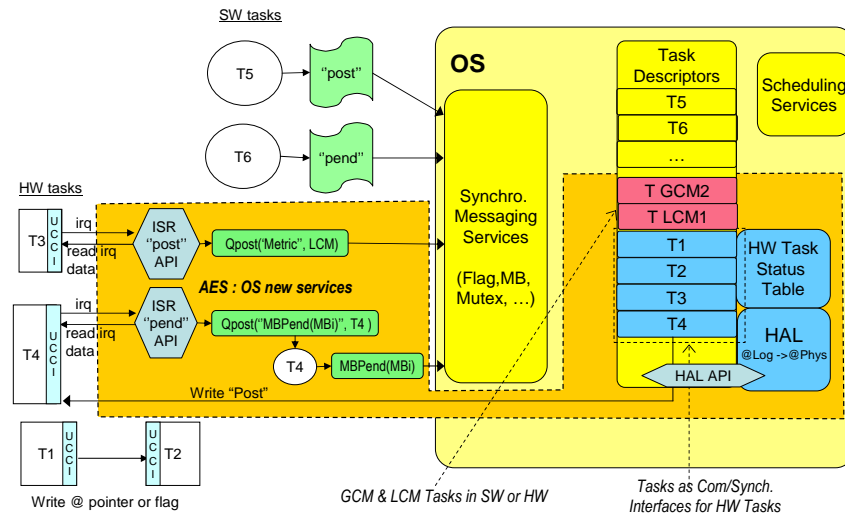 SW tasks
T5
‘‘post’’
T6
‘‘pend’’
OS
Task
Descriptors
T5
T6
…
T GCM2
T LCM1
T1
T2
T3
T4
Scheduling
Services
Synchro.
Messaging
Services
(Flag,MB,
Mutex, …)
HW Task
Status
Table
HAL
@Log ->@Phys
HAL API
HW tasks
T3
UCCI
irq
read irq
data
ISR
‘‘post’’
API
Qpost(‘Metric’’, LCM)
AES : OS new services
T4
UCCI
irq
read irq
data
ISR
‘‘pend’’
API
Qpost(‘‘MBPend(MBi)’’, T4 )
T4
MBPend(MBi)
Write “Post”
T1
UCCI
UCCI
T2
Write @ pointer or flag
GCM & LCM Tasks in SW or HW
Tasks as Com/Synch.
Interfaces for HW Tasks